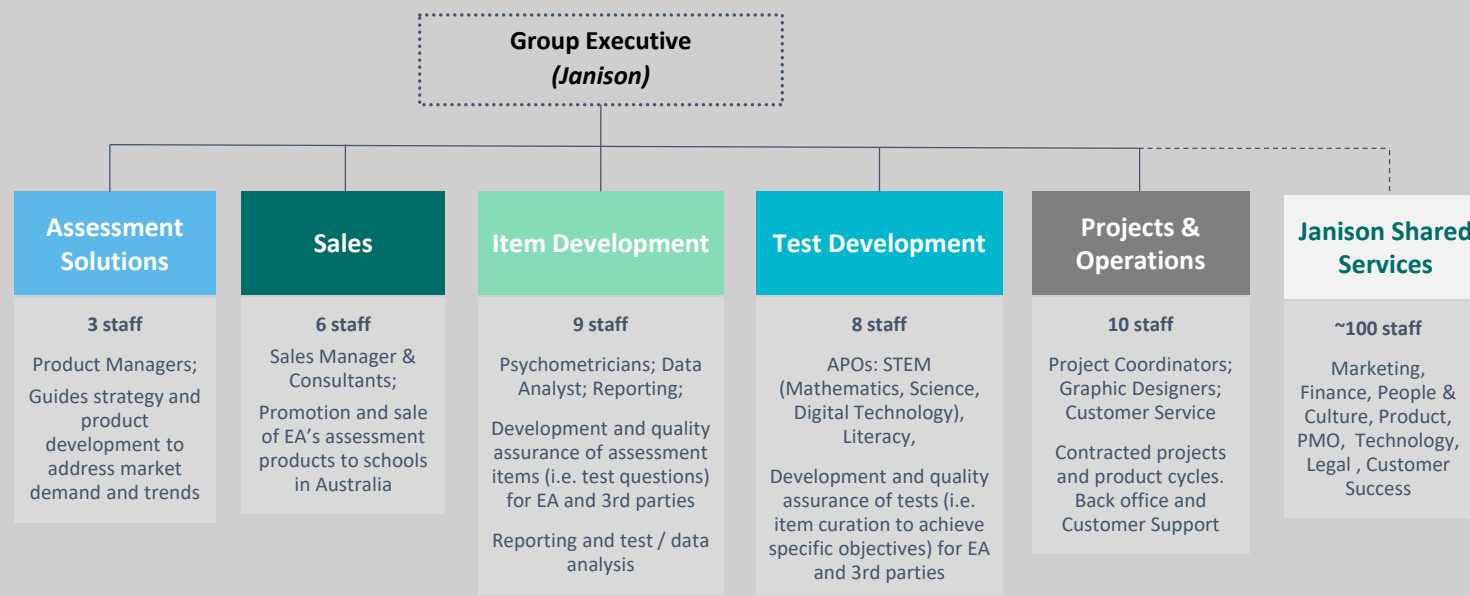 Group Executive
(Janison)
Assessment
Solutions
3 staff
Product Managers;
Guides strategy and
product
development to
address market
demand and trends
Sales
6 staff
Sales Manager &
Consultants;
Promotion and sale
of EA’s assessment
products to schools
in Australia
Item Development
9 staff
Psychometricians; Data
Analyst; Reporting;
Development and quality
assurance of assessment
items (i.e. test questions)
for EA and 3rd parties
Reporting and test / data
analysis
Test Development
8 staff
APOs: STEM
(Mathematics, Science,
Digital Technology),
Literacy,
Development and quality
assurance of tests (i.e.
item curation to achieve
specific objectives) for EA
and 3rd parties
Projects &
Operations
10 staff
Project Coordinators;
Graphic Designers;
Customer Service
Contracted projects
and product cycles.
Back office and
Customer Support
Janison Shared
Services
~100 staff
Marketing,
Finance, People &
Culture, Product,
PMO, Technology,
Legal , Customer
Success